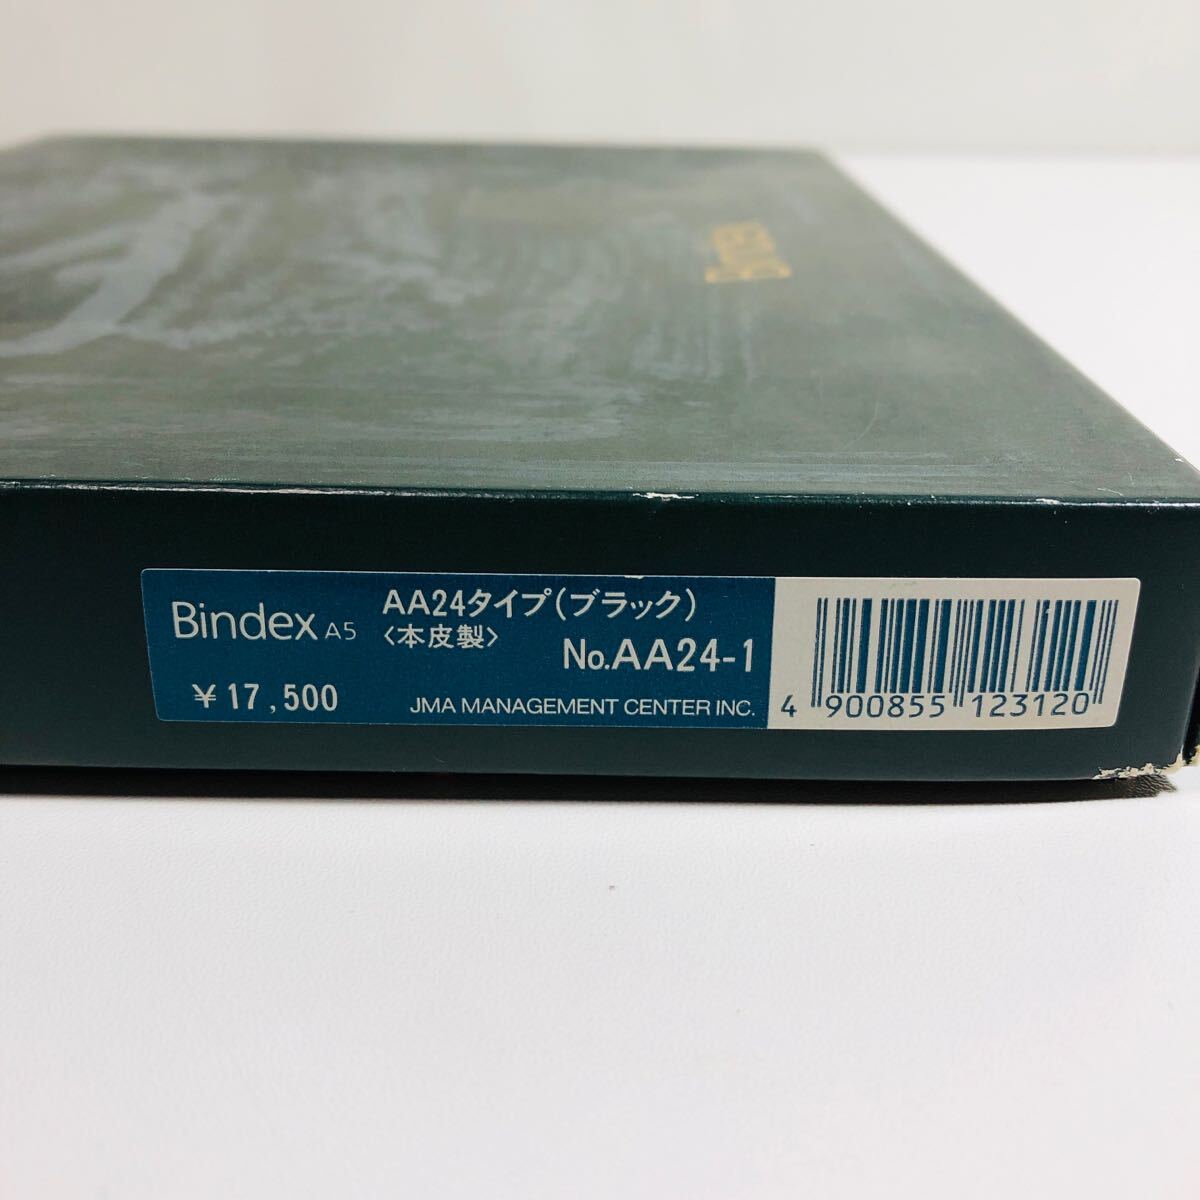 Bindex
Bindex A5
AA24タイプ(ブラック)
〈本皮製〉
No.AA24-1
¥17,500
JMA MANAGEMENT CENTER INC.
4 900855 123120